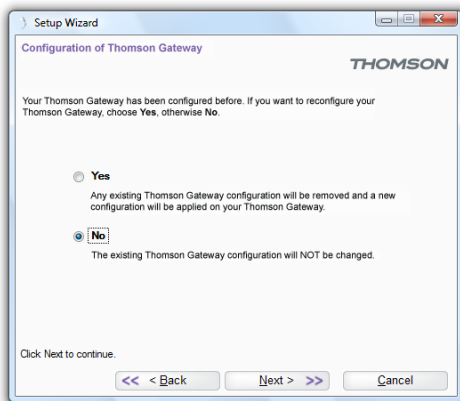 Setup Wizard
Configuration of Thomson Gateway
THOMSON
Your Thomson Gateway has been configured before. If you want to reconfigure your
Thomson Gateway, choose Yes, otherwise No.
Yes
Any existing Thomson Gateway configuration will be removed and a new
configuration will be applied on your Thomson Gateway.
No
The existing Thomson Gateway configuration will NOT be changed.
Click Next to continue.
<< < Back Next > >> Cancel